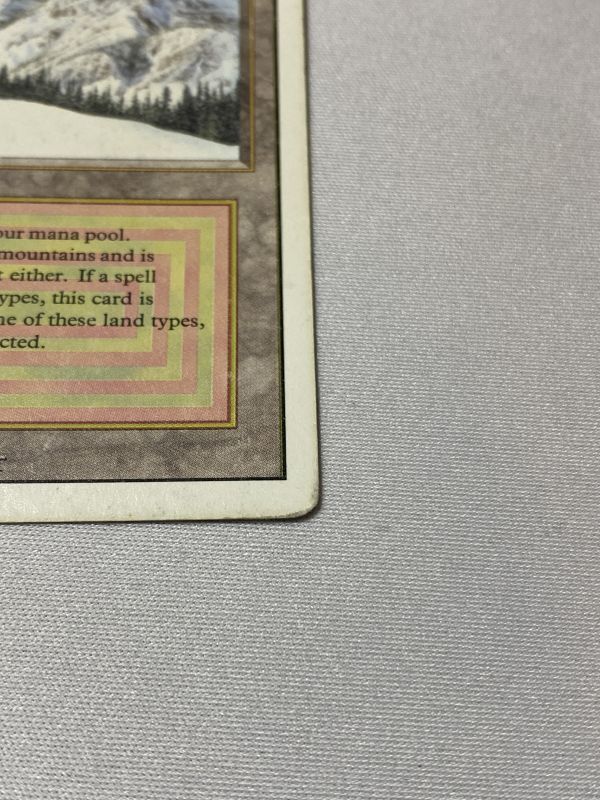 our mana pool.
mountains and is
t either. If a spell
ypes, this card is
ne of these land types,
cted.